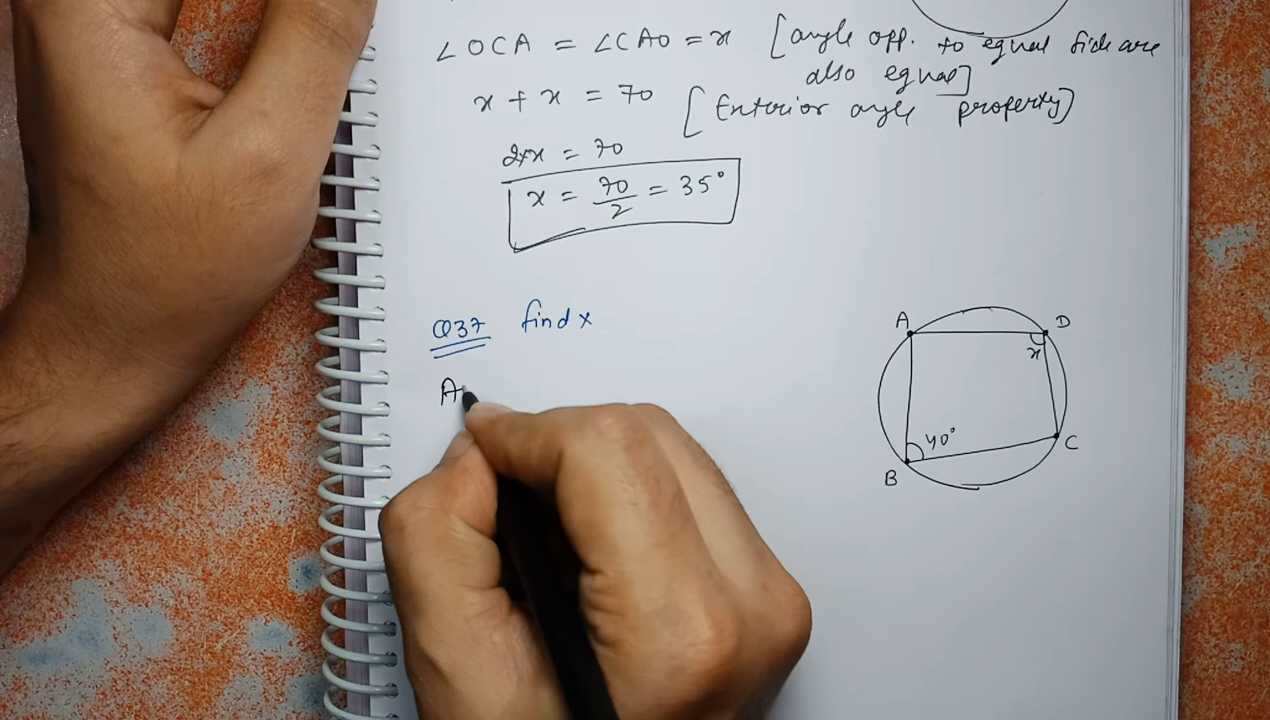 ∠OCA = ∠CAO = x [angle opp. to equal side are
also equal]
x + x = 70 [Exterior angle property]
2xx = 70
x = 70/2 = 35°
Q37 find x
A
A
D
x
40°
C
B